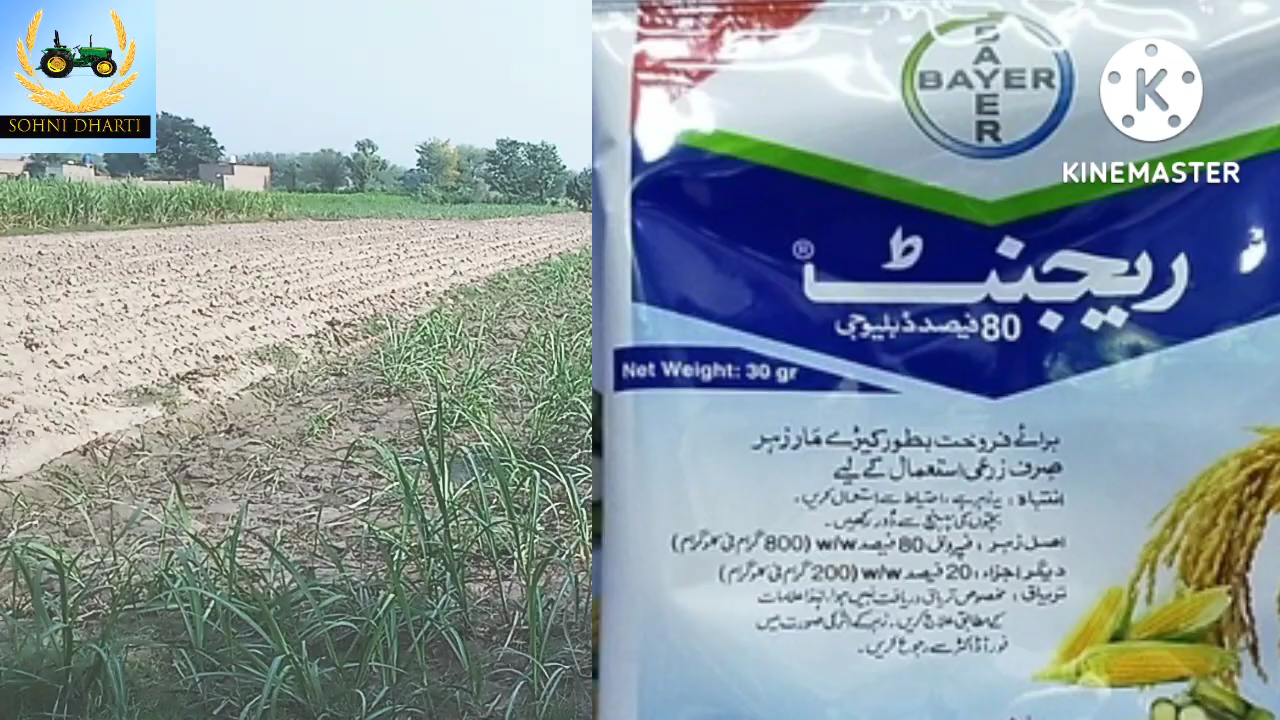 SOHNI DHARTI
BAYER
BAYER
KINEMASTER
ریجنٹ®
80 فیصد ڈبلیو جی
Net Weight: 30 gr
برائے فروخت بطور کیڑے مار زہر
صرف زرعی استعمال کے لیے
انتباہ : یہ زہر ہے، احتیاط سے استعمال کریں،
بچوں کی پہنچ سے دُور رکھیں۔
اصل زہر : فپرونل 80 فیصد w/w (800 گرام فی کلوگرام)
دیگر اجزاء : 20 فیصد w/w (200 گرام فی کلوگرام)
تریاق : مخصوص تریاق دریافت نہیں ہوا، لہٰذا علامات
کے مطابق علاج کریں۔ زہر کے اثر کی صورت میں
فوراً ڈاکٹر سے رجوع کریں۔